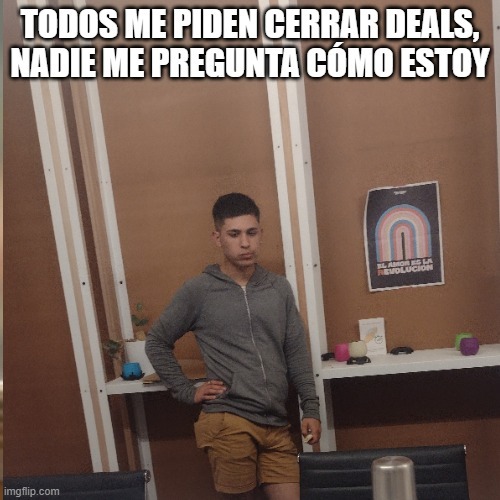 TODOS ME PIDEN CERRAR DEALS,
NADIE ME PREGUNTA CÓMO ESTOY
EL AMOR ES LA
REVOLUCIÓN
imgflip.com